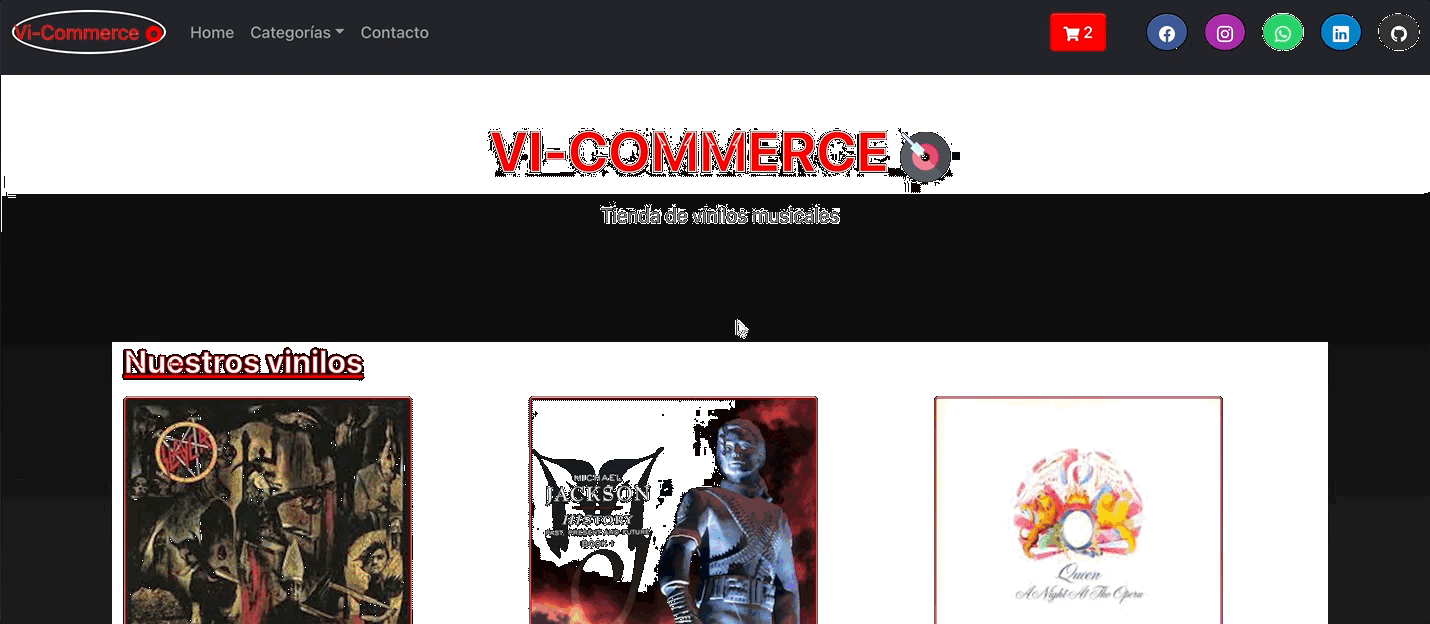 Vi-Commerce
Home Categorías Contacto
2
VI-COMMERCE
Tienda de vinilos musicales
Nuestros vinilos
SLAYER
MICHAEL
JACKSON
HISTORY
PAST, PRESENT AND FUTURE
BOOK I
Queen
A Night At The Opera